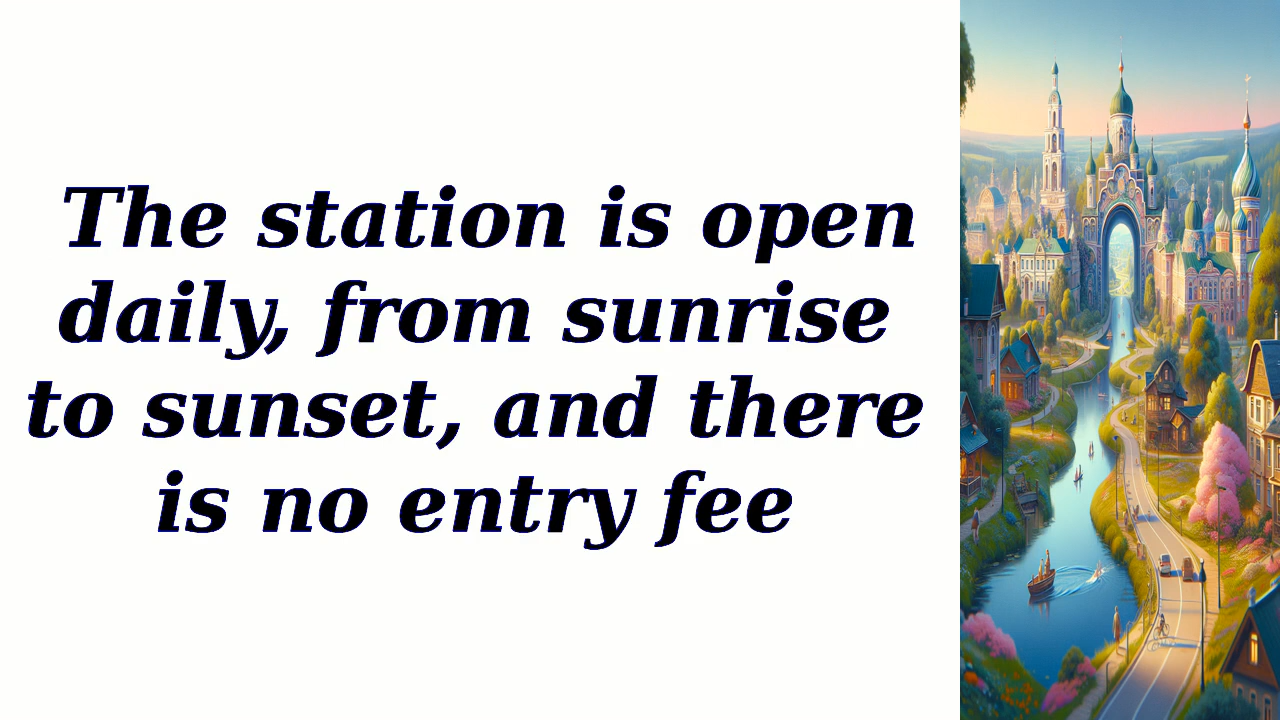 The station is open
daily, from sunrise
to sunset, and there
is no entry fee